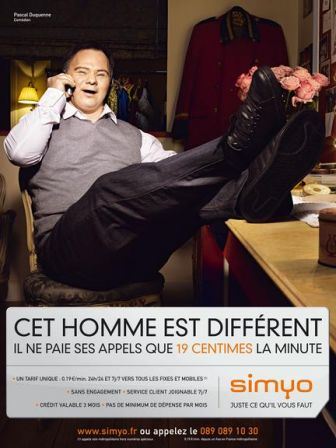 Pascal Duquenne
Comédien
CET HOMME EST DIFFÉRENT
IL NE PAIE SES APPELS QUE 19 CENTIMES LA MINUTE
• UN TARIF UNIQUE : 0.19 €/min. 24h/24 ET 7j/7 VERS TOUS LES FIXES ET MOBILES
• SANS ENGAGEMENT • SERVICE CLIENT JOIGNABLE 7j/7
• CRÉDIT VALABLE 3 MOIS • PAS DE MINIMUM DE DÉPENSE PAR MOIS
simyo
JUSTE CE QU'IL VOUS FAUT
www.simyo.fr ou appelez le 089 089 10 30